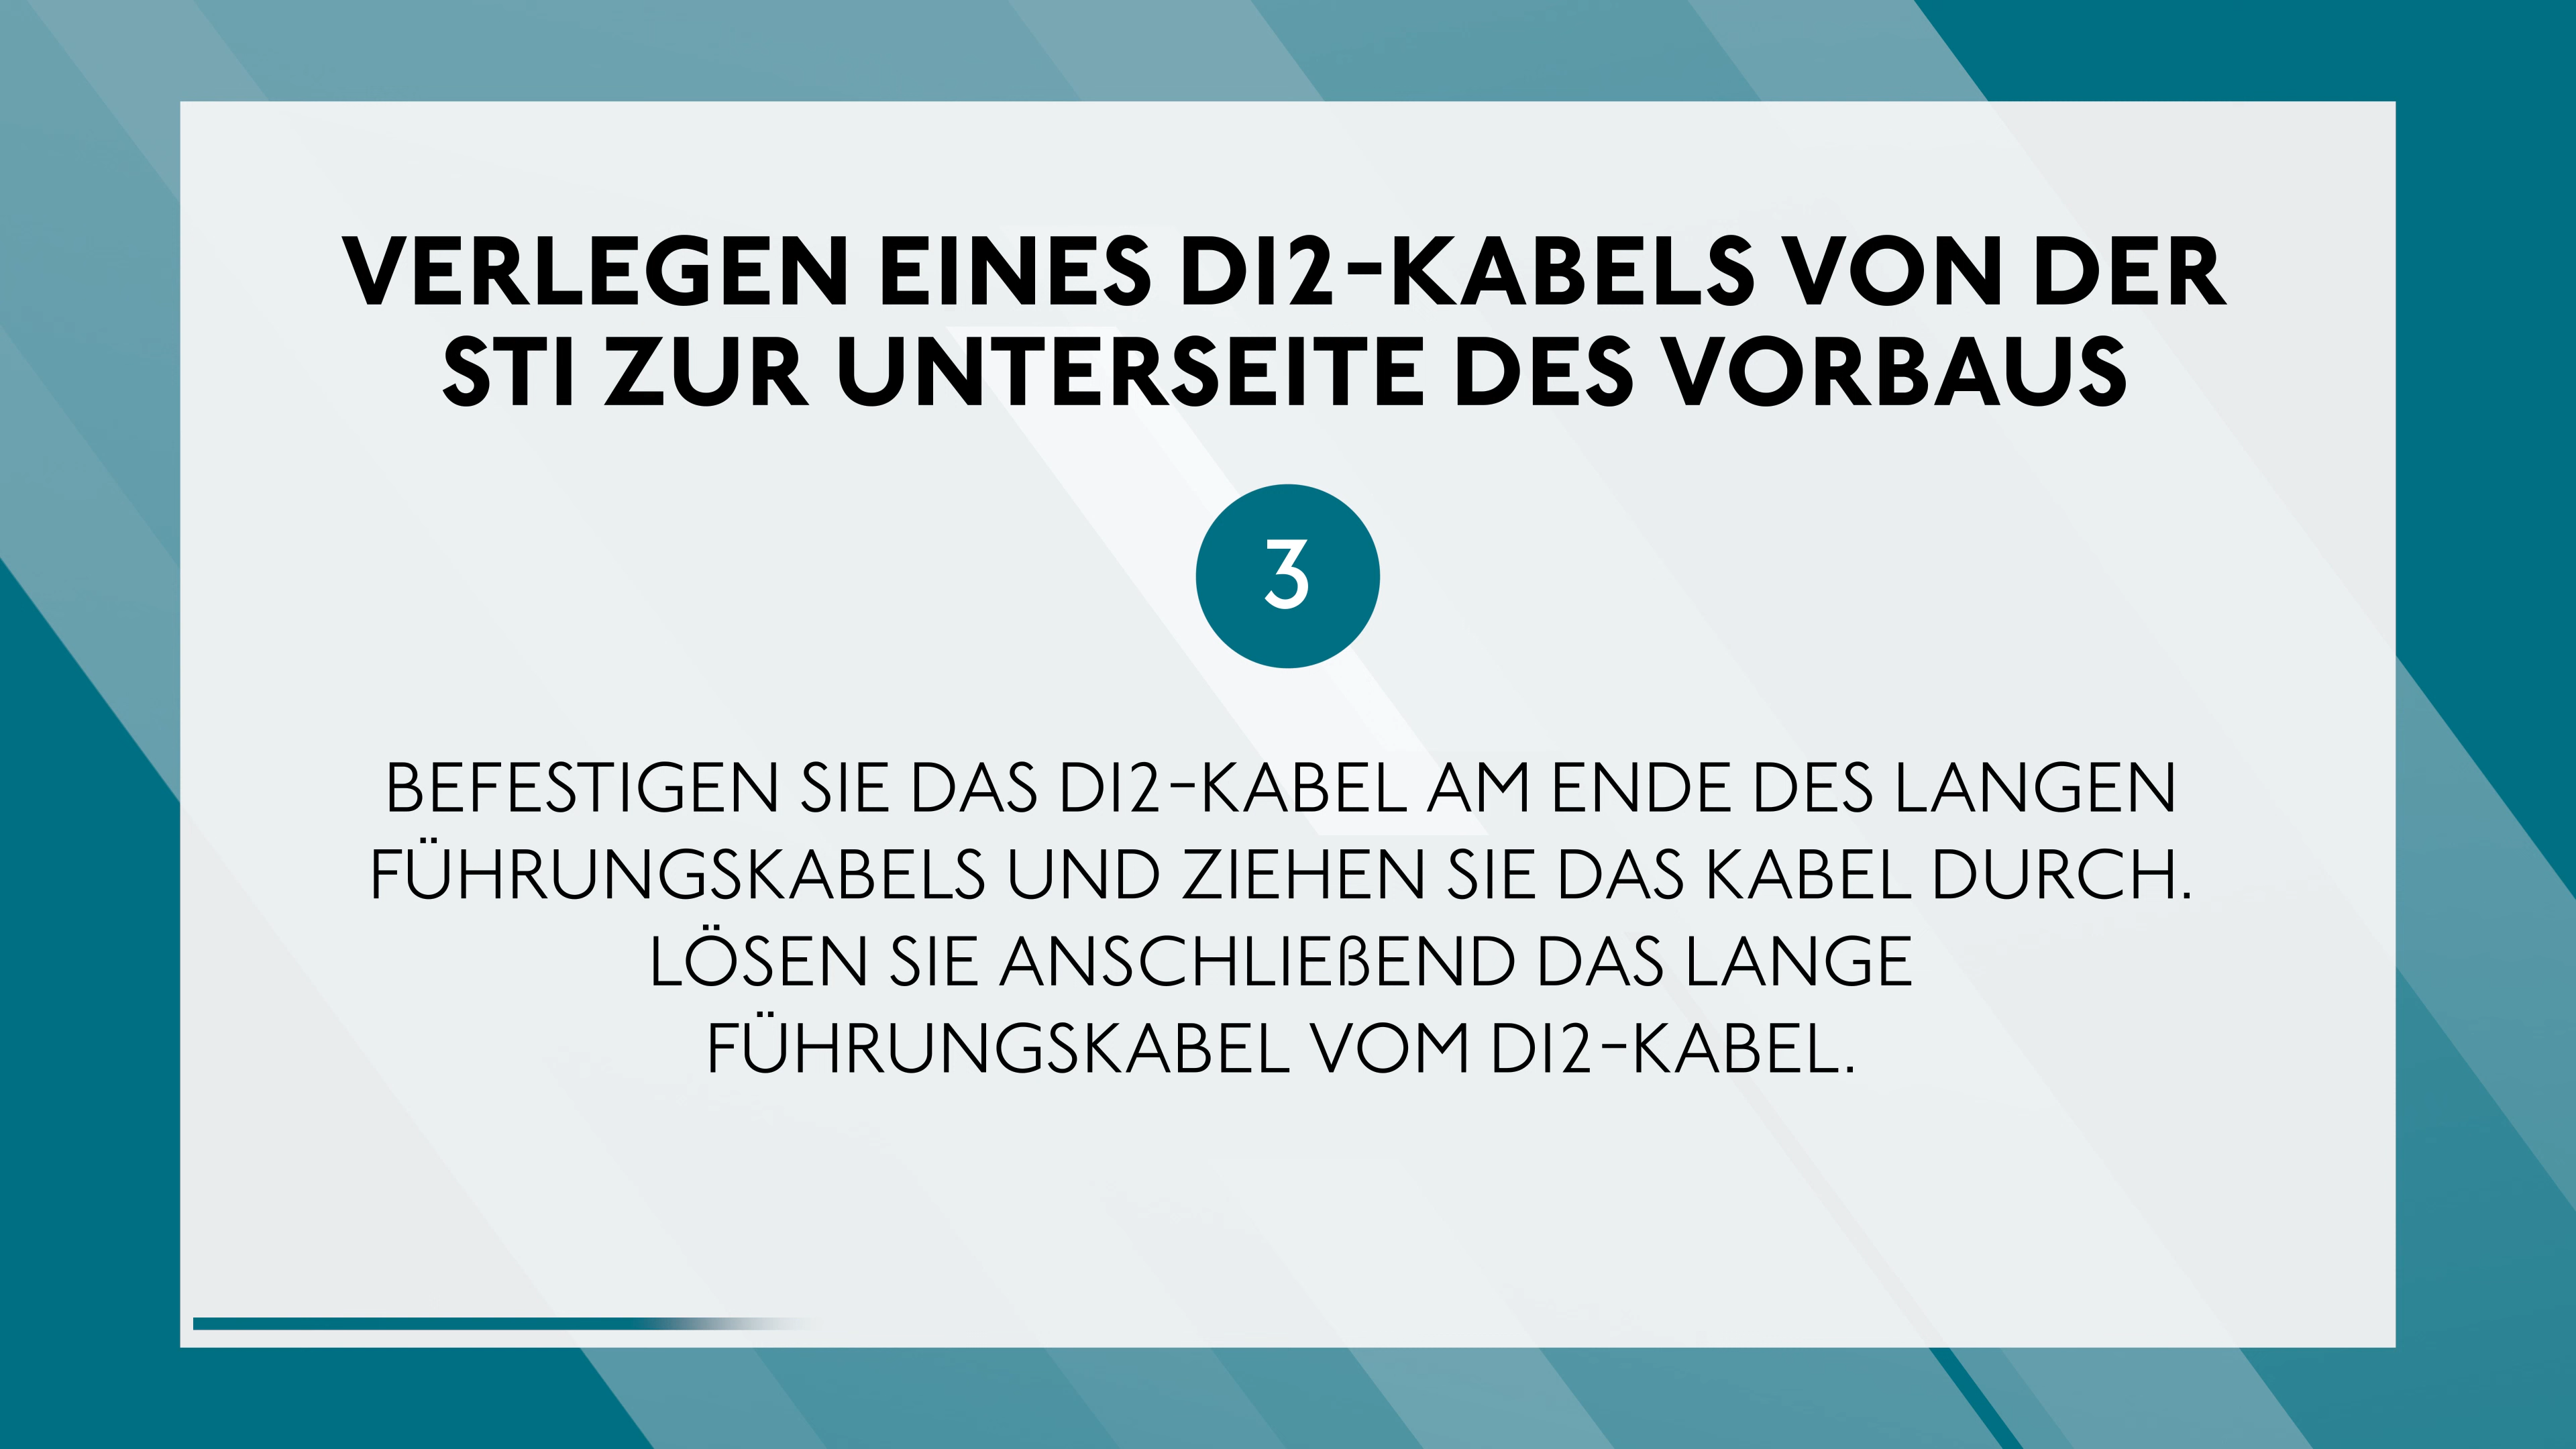 VERLEGEN EINES DI2-KABELS VON DER
STI ZUR UNTERSEITE DES VORBAUS
3
BEFESTIGEN SIE DAS DI2-KABEL AM ENDE DES LANGEN
FÜHRUNGSKABELS UND ZIEHEN SIE DAS KABEL DURCH.
LÖSEN SIE ANSCHLIEßEND DAS LANGE
FÜHRUNGSKABEL VOM DI2-KABEL.